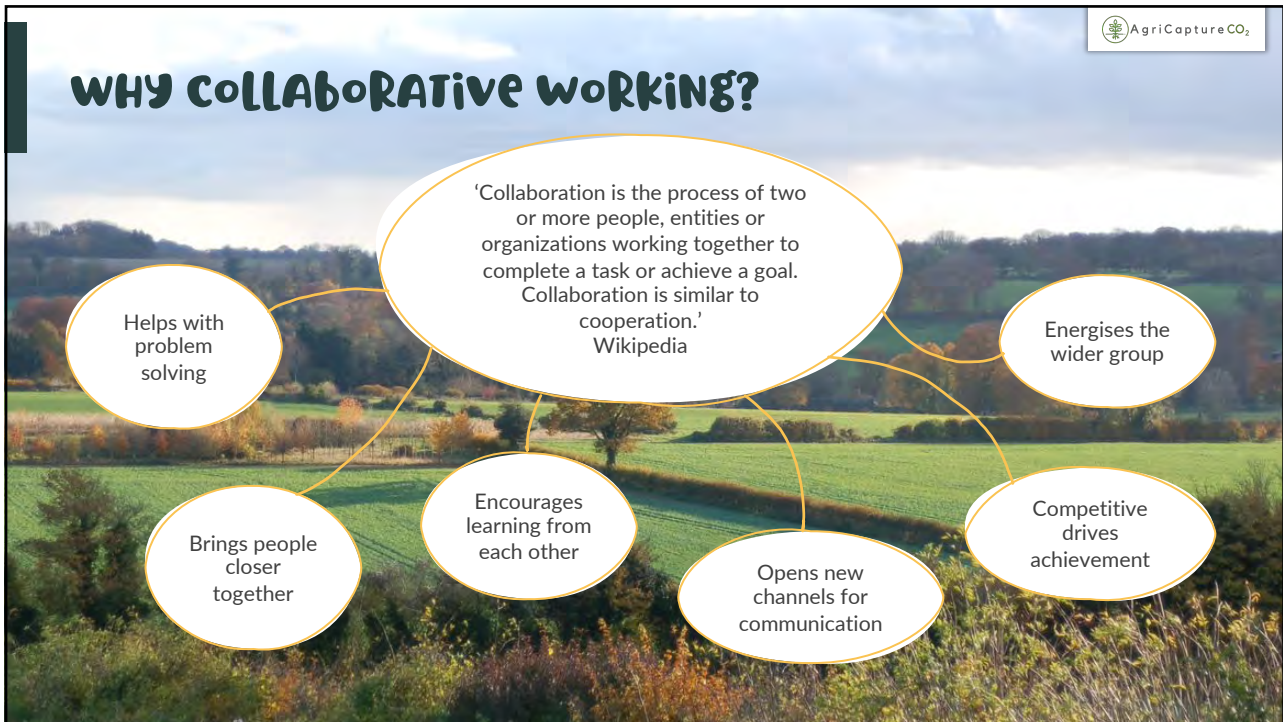 AgriCaptureCO₂
WHY COLLABORATIVE WORKING?
‘Collaboration is the process of two
or more people, entities or
organizations working together to
complete a task or achieve a goal.
Collaboration is similar to
cooperation.’
Wikipedia
Helps with
problem
solving
Brings people
closer
together
Encourages
learning from
each other
Opens new
channels for
communication
Competitive
drives
achievement
Energises the
wider group